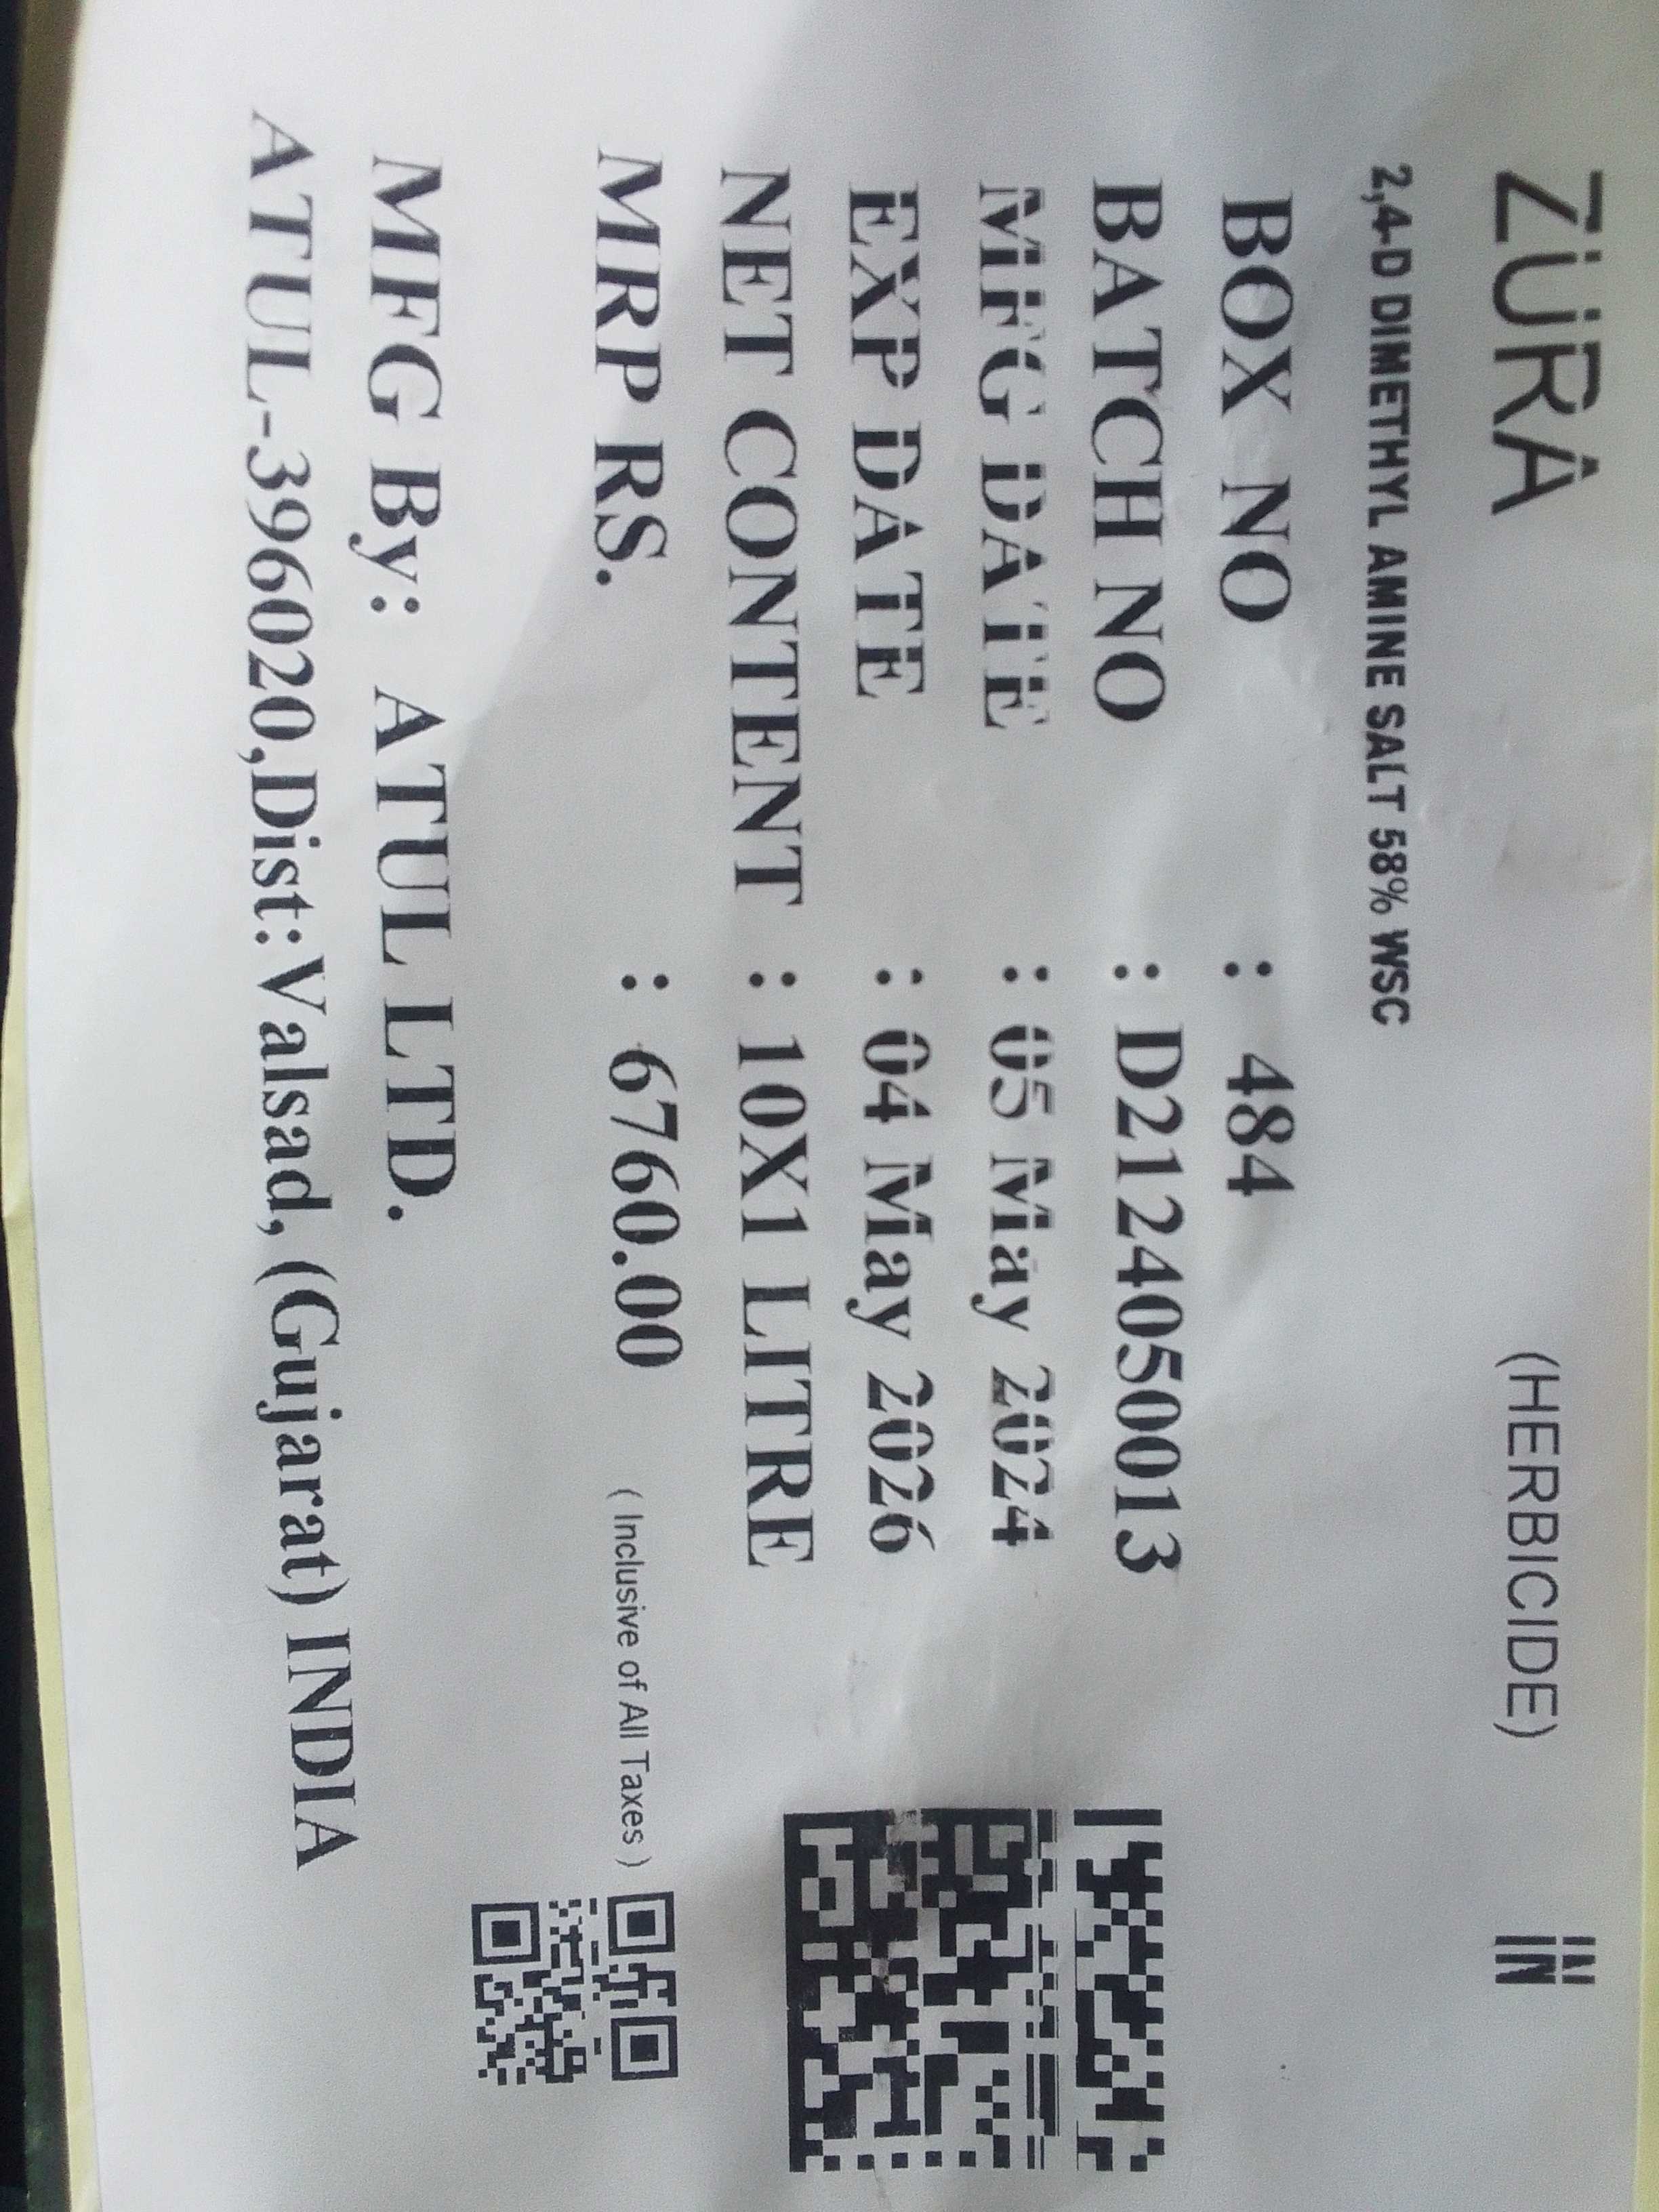 ZURA (HERBICIDE) IN
2,4-D DIMETHYL AMINE SALT 58% WSC
BOX NO : 484
BATCH NO : D2124050013
MFG DATE : 05 May 2024
EXP DATE : 04 May 2026
NET CONTENT : 10X1 LITRE
MRP RS. : 6760.00 ( Inclusive of All Taxes )
MFG By: ATUL LTD.
ATUL-396020,Dist:Valsad, (Gujarat) INDIA